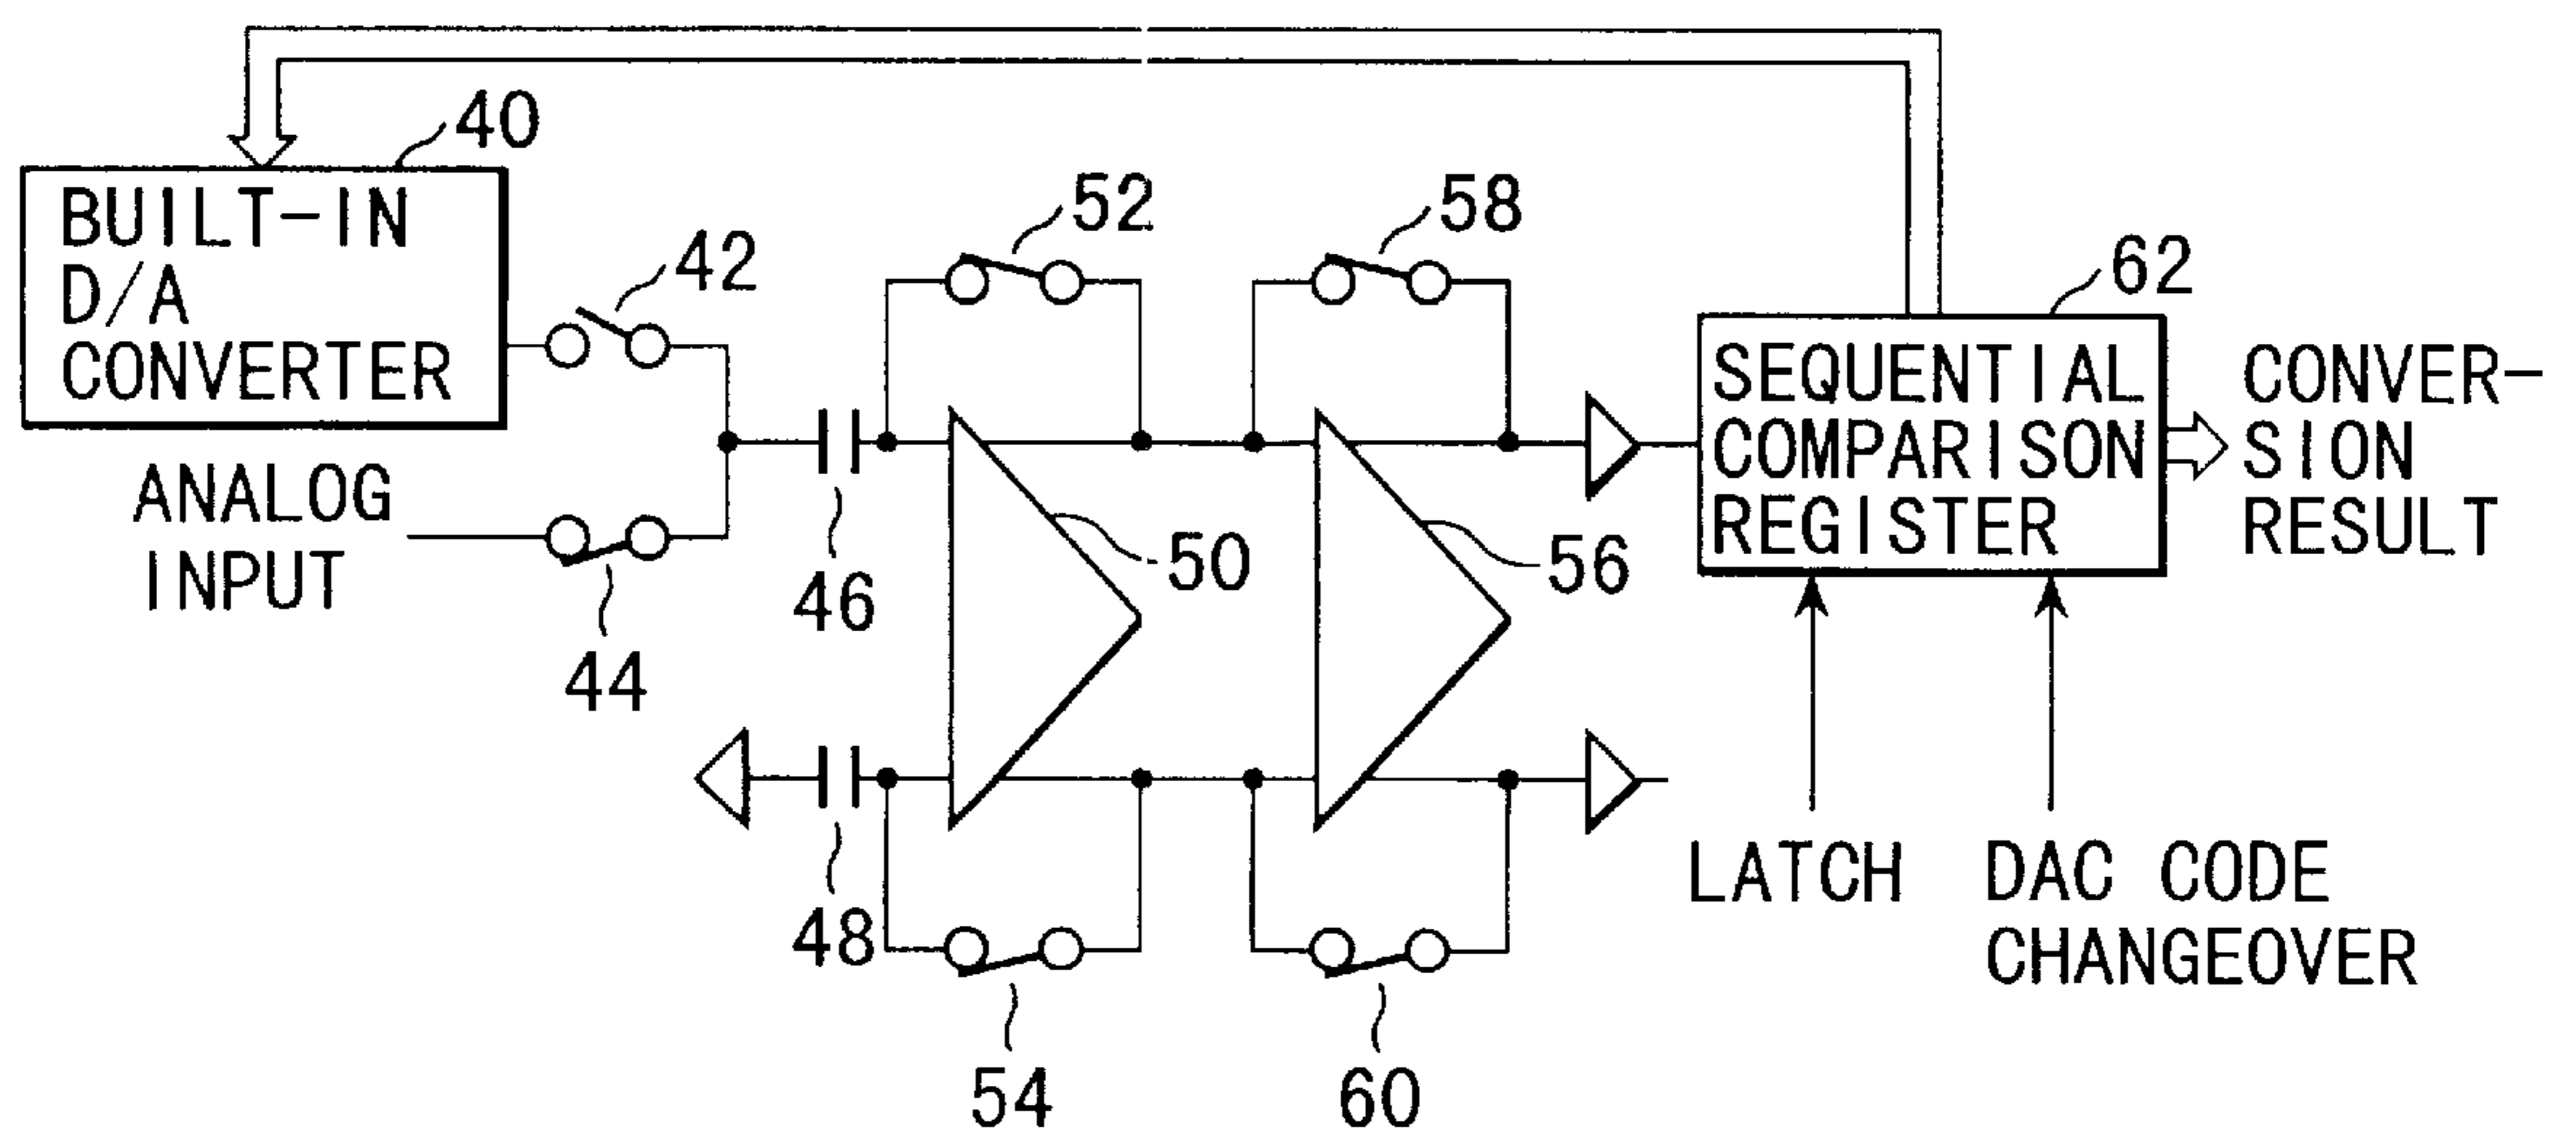 40
BUILT-IN
D/A
CONVERTER
42
52
58
62
ANALOG
INPUT
44
46
50
56
SEQUENTIAL
COMPARISON
REGISTER
CONVER-
SION
RESULT
48
54
60
LATCH
DAC CODE
CHANGEOVER